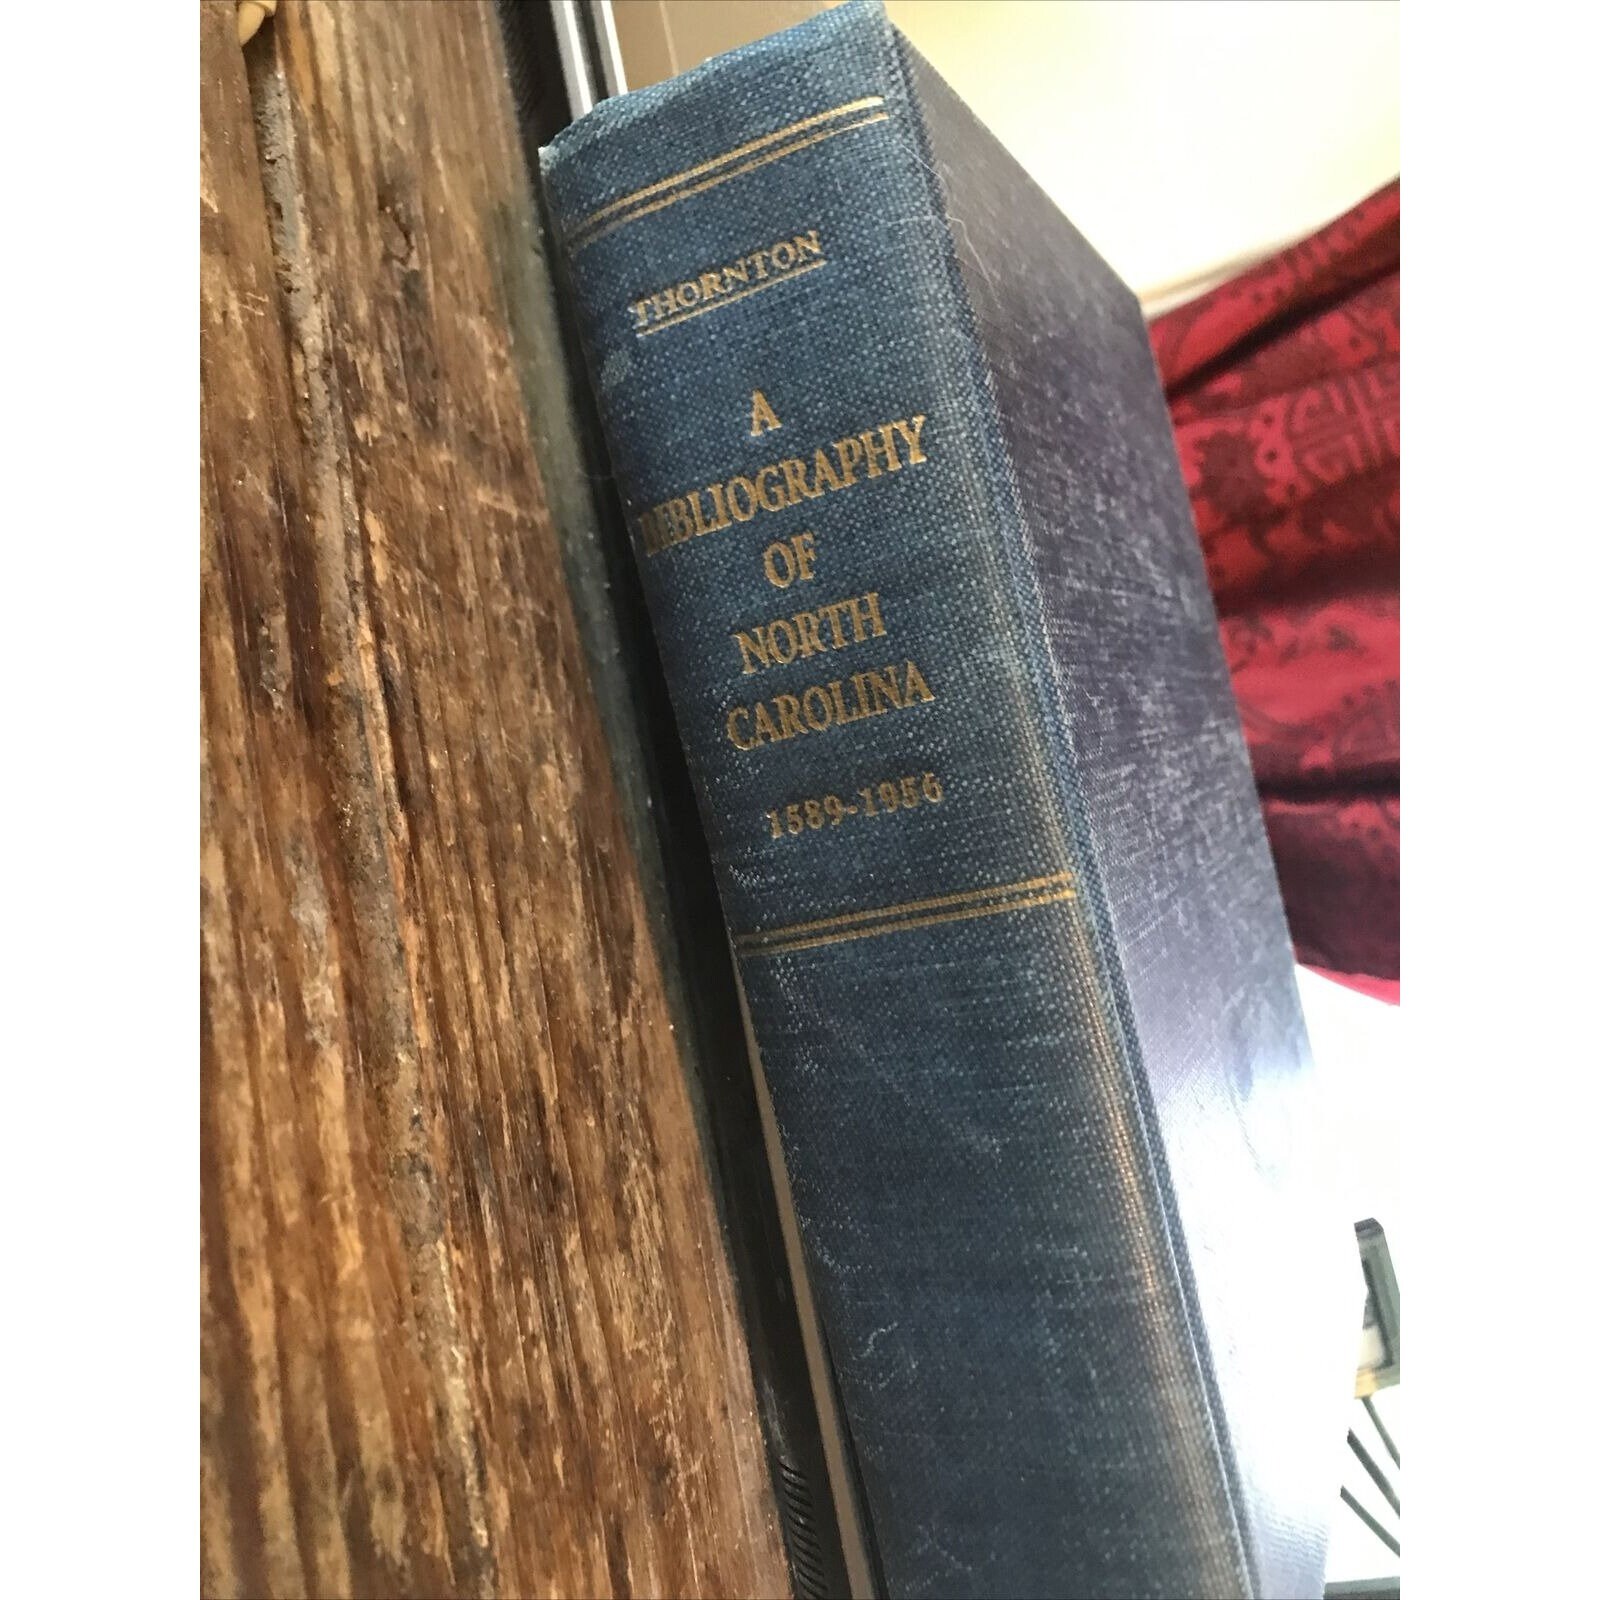 THORNTON
A
BIBLIOGRAPHY
OF
NORTH
CAROLINA
1589-1956